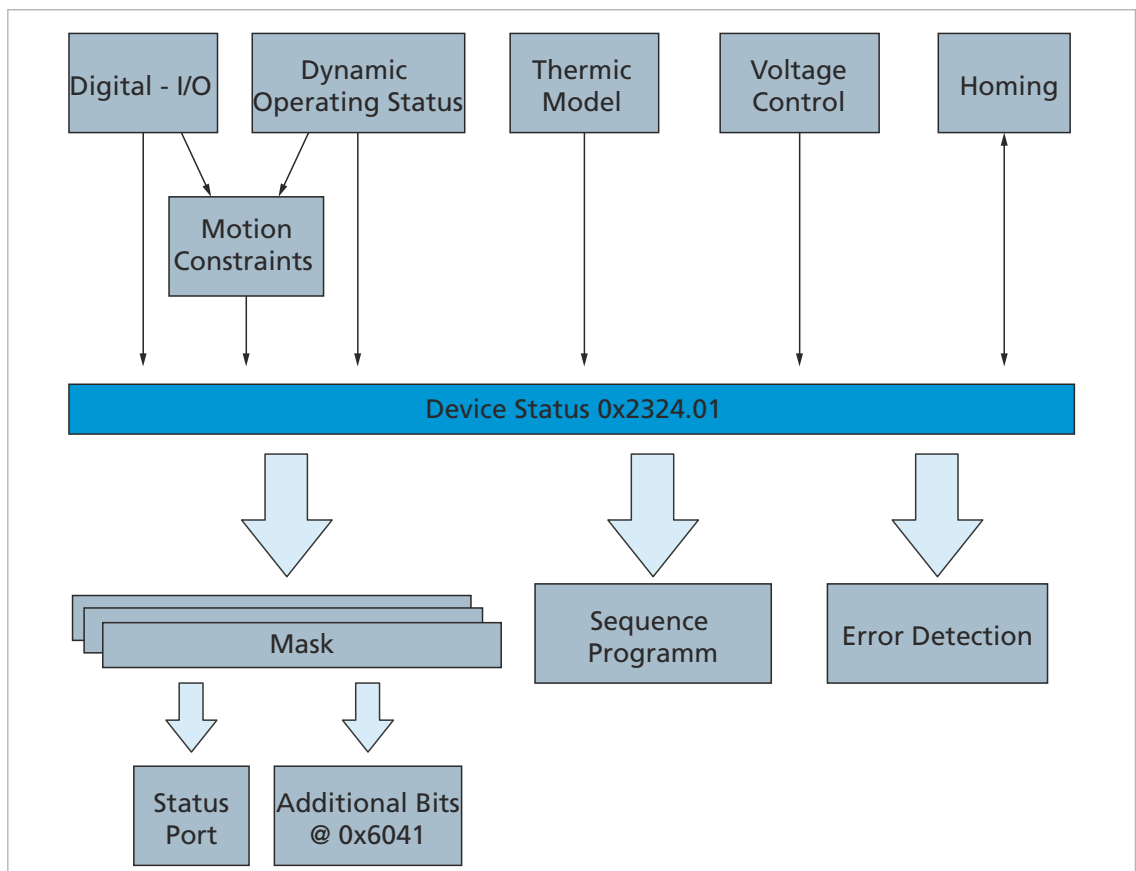 Digital - I/O
Dynamic
Operating Status
Thermic
Model
Voltage
Control
Homing
Motion
Constraints
Device Status 0x2324.01
Mask
Sequence
Programm
Error Detection
Status
Port
Additional Bits
@ 0x6041